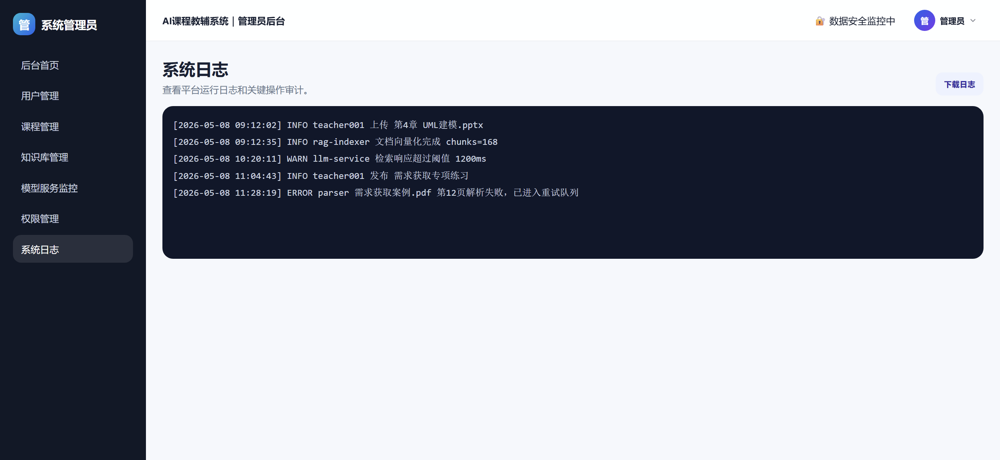 管 系统管理员
后台首页
用户管理
课程管理
知识库管理
模型服务监控
权限管理
系统日志
AI课程教辅系统｜管理员后台
数据安全监控中
管 管理员
系统日志
查看平台运行日志和关键操作审计。
下载日志
[2026-05-08 09:12:02] INFO teacher001 上传 第4章 UML建模.pptx
[2026-05-08 09:12:35] INFO rag-indexer 文档向量化完成 chunks=168
[2026-05-08 10:20:11] WARN llm-service 检索响应超过阈值 1200ms
[2026-05-08 11:04:43] INFO teacher001 发布 需求获取专项练习
[2026-05-08 11:28:19] ERROR parser 需求获取案例.pdf 第12页解析失败，已进入重试队列